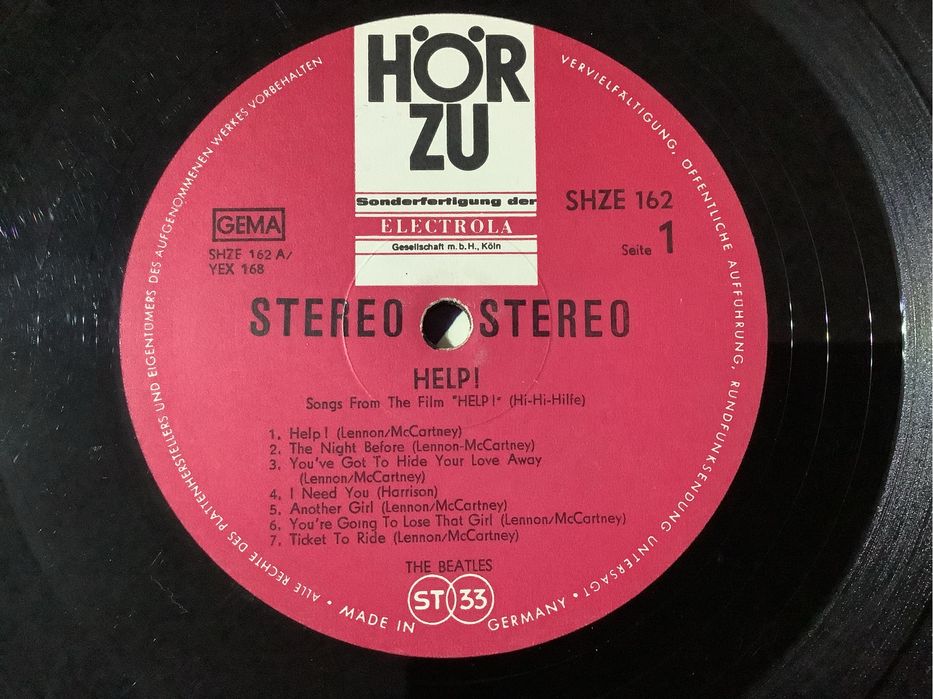 HÖR
ZU
Sonderfertigung der
ELECTROLA
Gesellschaft m.b.H., Köln
GEMA
SHZE 162 A/
YEX 168
SHZE 162
Seite 1
STEREO STEREO
HELP!
Songs From The Film "HELP!" (Hi-Hi-Hilfe)
1. Help! (Lennon/McCartney)
2. The Night Before (Lennon-McCartney)
3. You've Got To Hide Your Love Away
(Lennon/McCartney)
4. I Need You (Harrison)
5. Another Girl (Lennon/McCartney)
6. You're Going To Lose That Girl (Lennon/McCartney)
7. Ticket To Ride (Lennon/McCartney)
THE BEATLES
ST 33
• ALLE RECHTE DES PLATTENHERSTELLERS UND EIGENTÜMERS DES AUFGENOMMENEN WERKES VORBEHALTEN
VERVIELFÄLTIGUNG, ÖFFENTLICHE AUFFÜHRUNG, RUNDFUNKSENDUNG UNTERSAGT •
MADE IN GERMANY